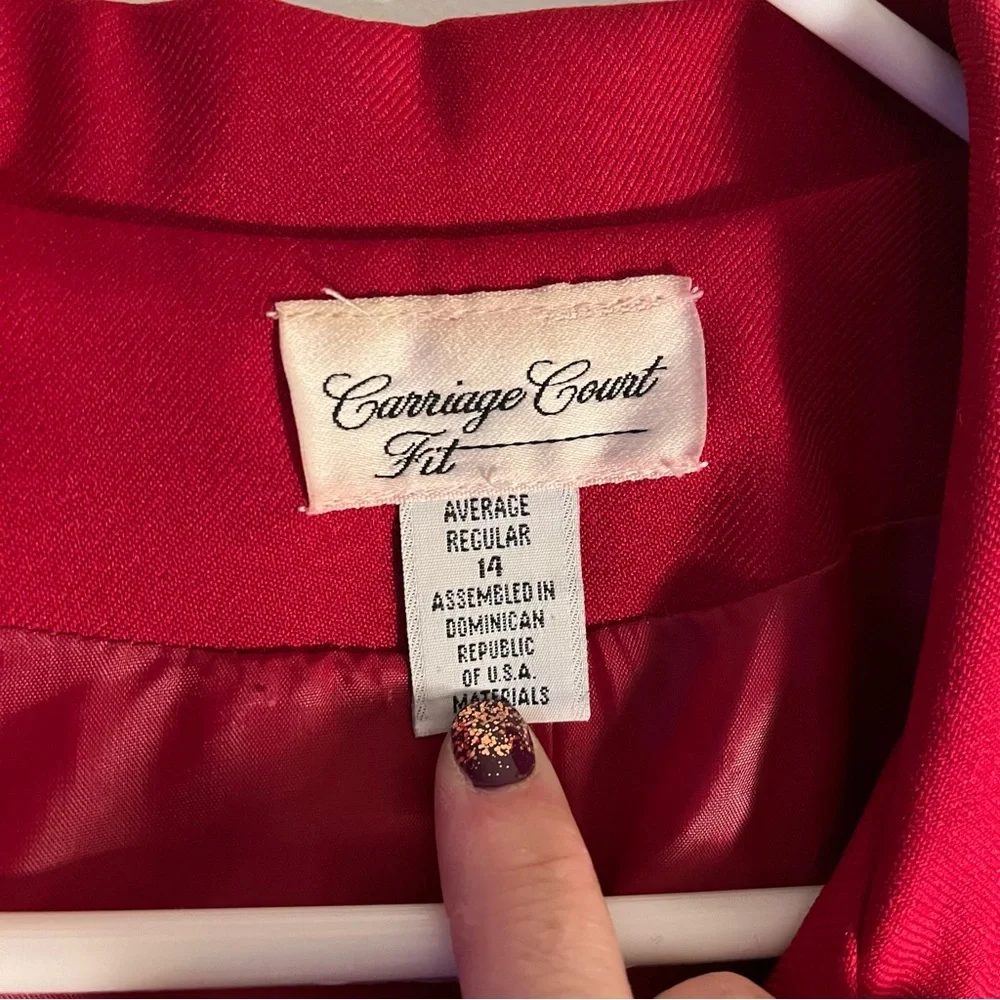 Carriage Court
Fit
AVERAGE
REGULAR
14
ASSEMBLED IN
DOMINICAN
REPUBLIC
OF U.S.A.
MATERIALS